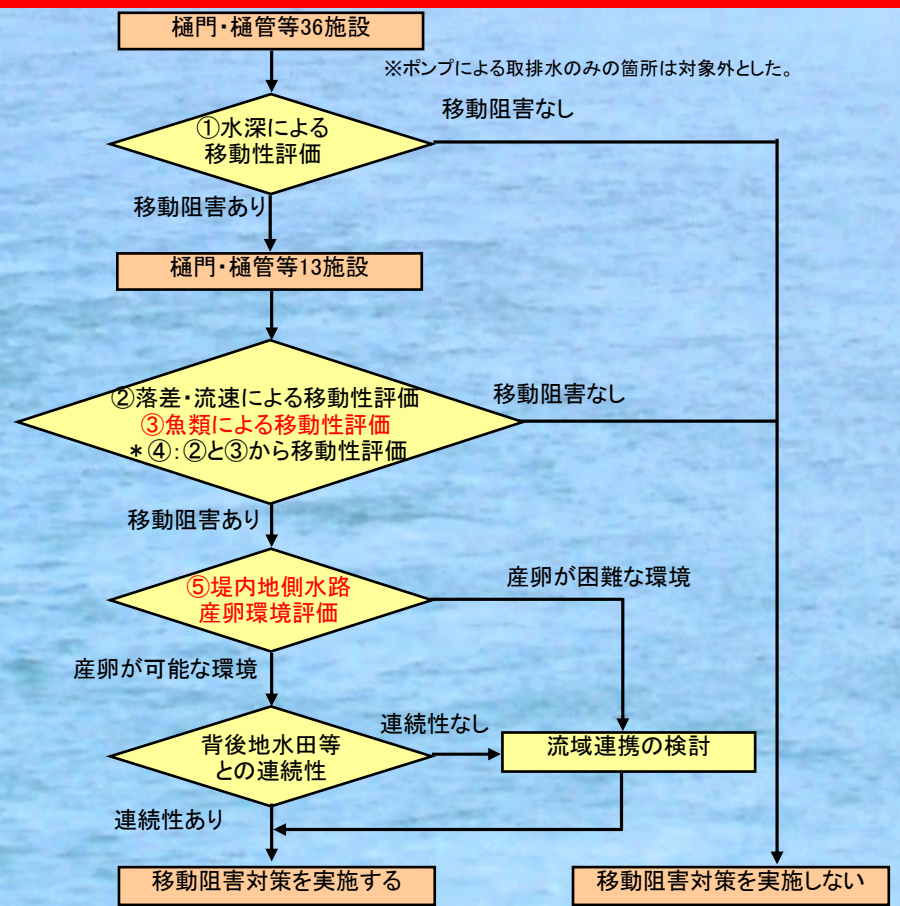 樋門・樋管等36施設
※ポンプによる取排水のみの箇所は対象外とした。
移動阻害なし
①水深による
移動性評価
移動阻害あり
樋門・樋管等13施設
②落差・流速による移動性評価
③魚類による移動性評価
＊④：②と③から移動性評価
移動阻害なし
移動阻害あり
⑤堤内地側水路
産卵環境評価
産卵が困難な環境
産卵が可能な環境
背後地水田等
との連続性
連続性なし
流域連携の検討
連続性あり
移動阻害対策を実施する
移動阻害対策を実施しない